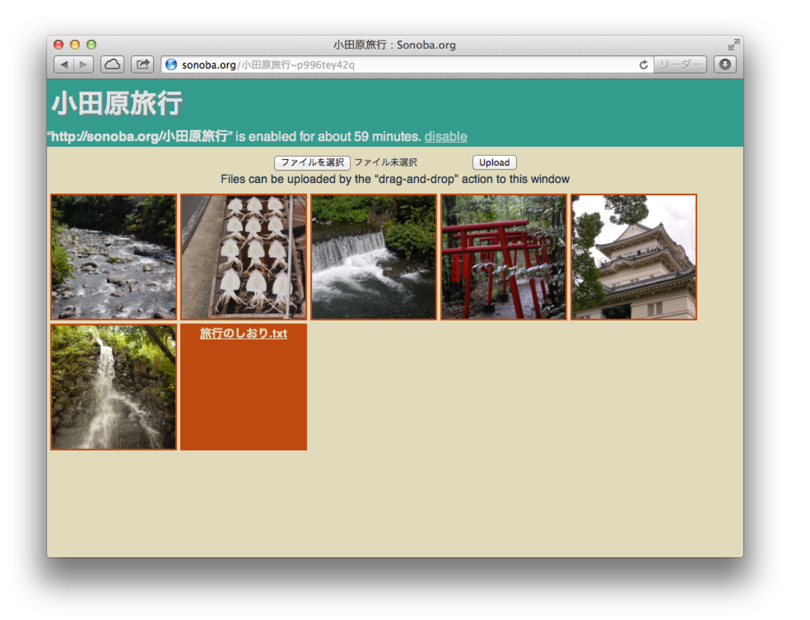 小田原旅行 : Sonoba.org
sonoba.org/小田原旅行~p996tey42q
リーダー
小田原旅行
“http://sonoba.org/小田原旅行” is enabled for about 59 minutes. disable
ファイルを選択 ファイル未選択 Upload
Files can be uploaded by the “drag-and-drop” action to this window
旅行のしおり.txt